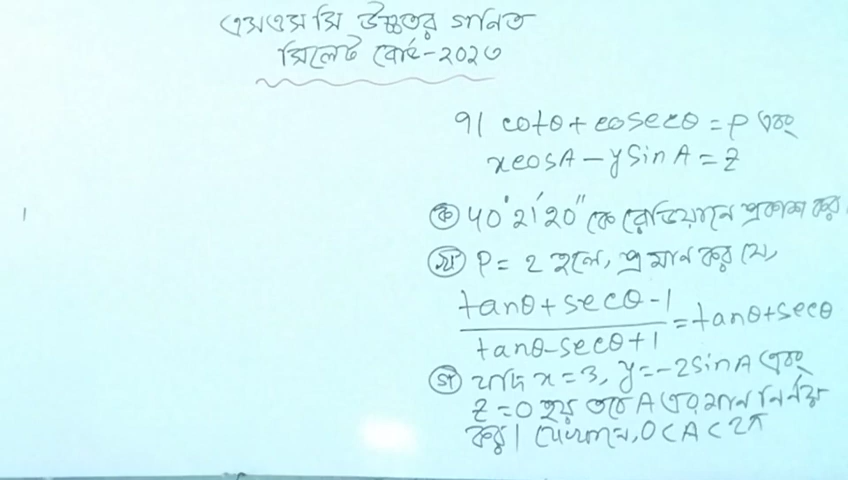 এসএসসি উচ্চতর গনিত
সিলেট বোর্ড-২০২৩
৭। cotθ + cosecθ = p এবং
xcosA - ysinA = z
ক) 40° 21' 20" কে রেডিয়ানে প্রকাশ কর।
খ) P = 2 হলে, প্রমান কর যে,
tanθ + secθ - 1
= tanθ + secθ
tanθ - secθ + 1
গ) যদি x = 3, y = -2sinA এবং
z = 0 হয় তবে A এর মান নির্নয়
কর। যেখানে, 0 < A < 2π